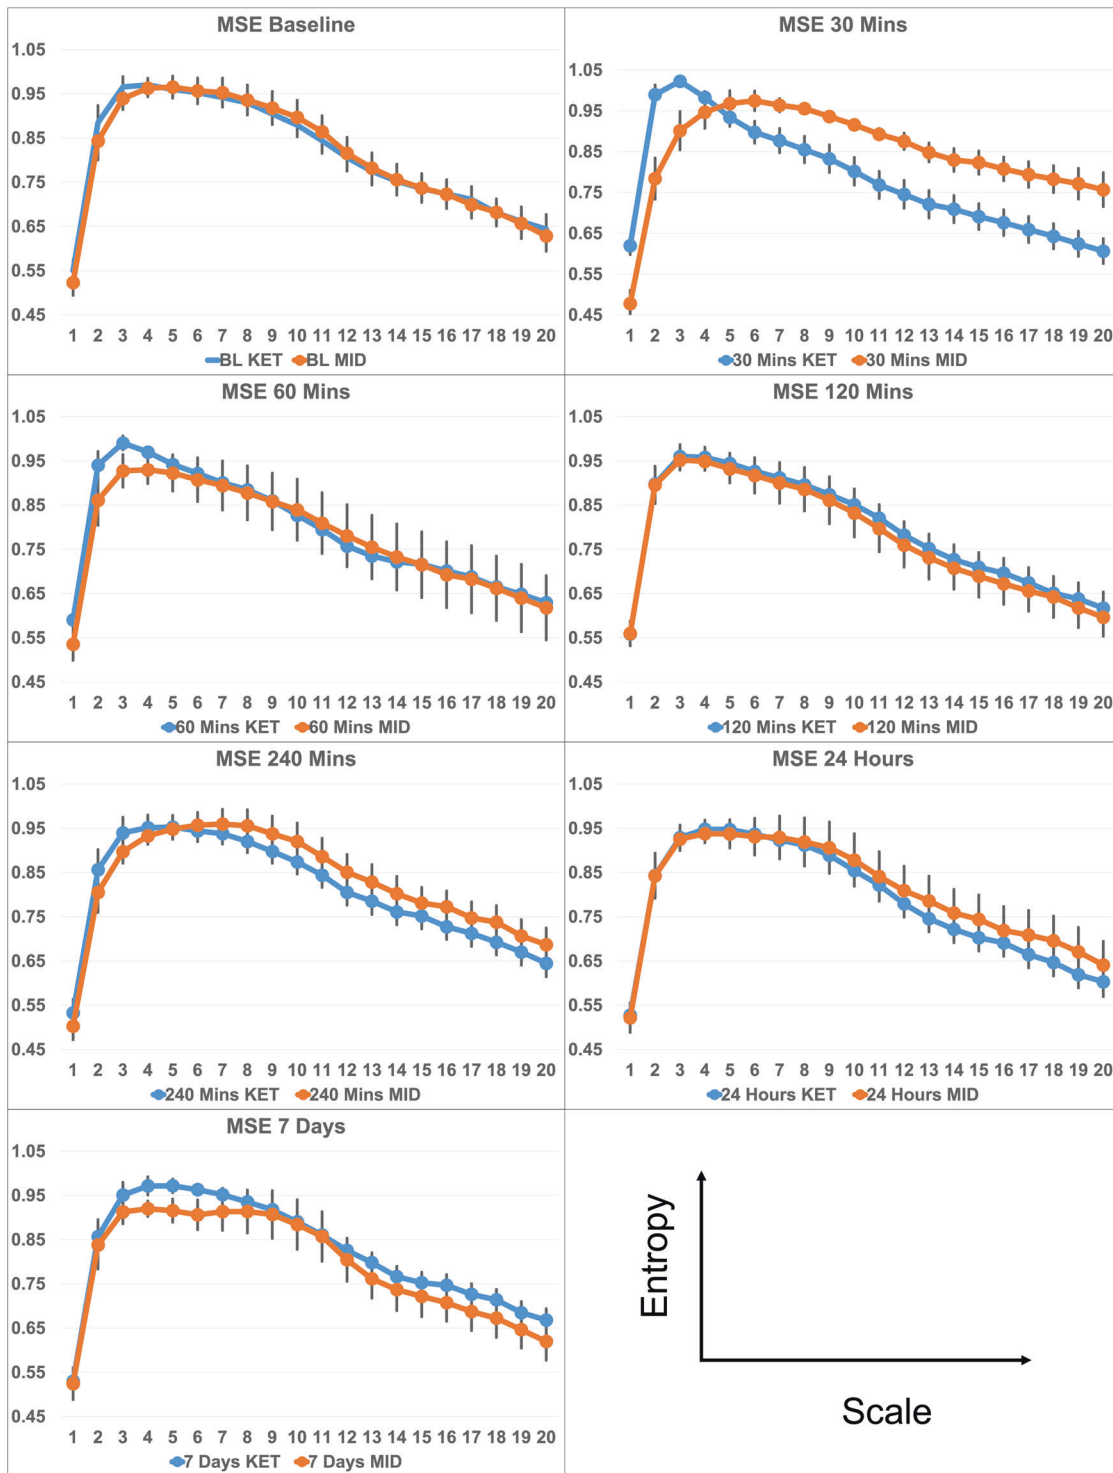 MSE Baseline
1.05
0.95
0.85
0.75
0.65
0.55
0.45
1 2 3 4 5 6 7 8 9 10 11 12 13 14 15 16 17 18 19 20
BL KET BL MID
MSE 30 Mins
1.05
0.95
0.85
0.75
0.65
0.55
0.45
1 2 3 4 5 6 7 8 9 10 11 12 13 14 15 16 17 18 19 20
30 Mins KET 30 Mins MID
MSE 60 Mins
1.05
0.95
0.85
0.75
0.65
0.55
0.45
1 2 3 4 5 6 7 8 9 10 11 12 13 14 15 16 17 18 19 20
60 Mins KET 60 Mins MID
MSE 120 Mins
1.05
0.95
0.85
0.75
0.65
0.55
0.45
1 2 3 4 5 6 7 8 9 10 11 12 13 14 15 16 17 18 19 20
120 Mins KET 120 Mins MID
MSE 240 Mins
1.05
0.95
0.85
0.75
0.65
0.55
0.45
1 2 3 4 5 6 7 8 9 10 11 12 13 14 15 16 17 18 19 20
240 Mins KET 240 Mins MID
MSE 24 Hours
1.05
0.95
0.85
0.75
0.65
0.55
0.45
1 2 3 4 5 6 7 8 9 10 11 12 13 14 15 16 17 18 19 20
24 Hours KET 24 Hours MID
MSE 7 Days
1.05
0.95
0.85
0.75
0.65
0.55
0.45
1 2 3 4 5 6 7 8 9 10 11 12 13 14 15 16 17 18 19 20
7 Days KET 7 Days MID
Entropy
Scale